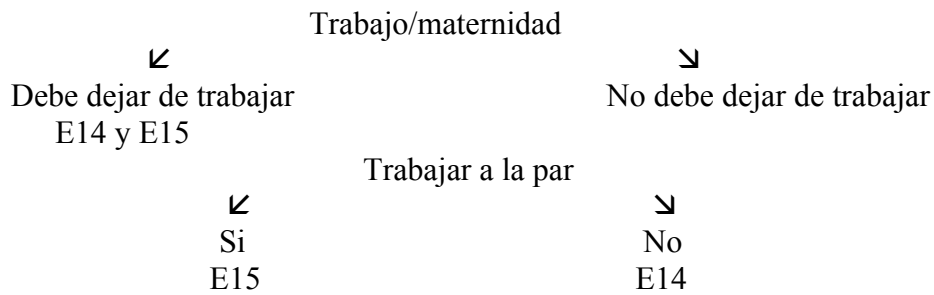 Trabajo/maternidad
↙ ↘
Debe dejar de trabajar No debe dejar de trabajar
E14 y E15
Trabajar a la par
↙ ↘
Si No
E15 E14